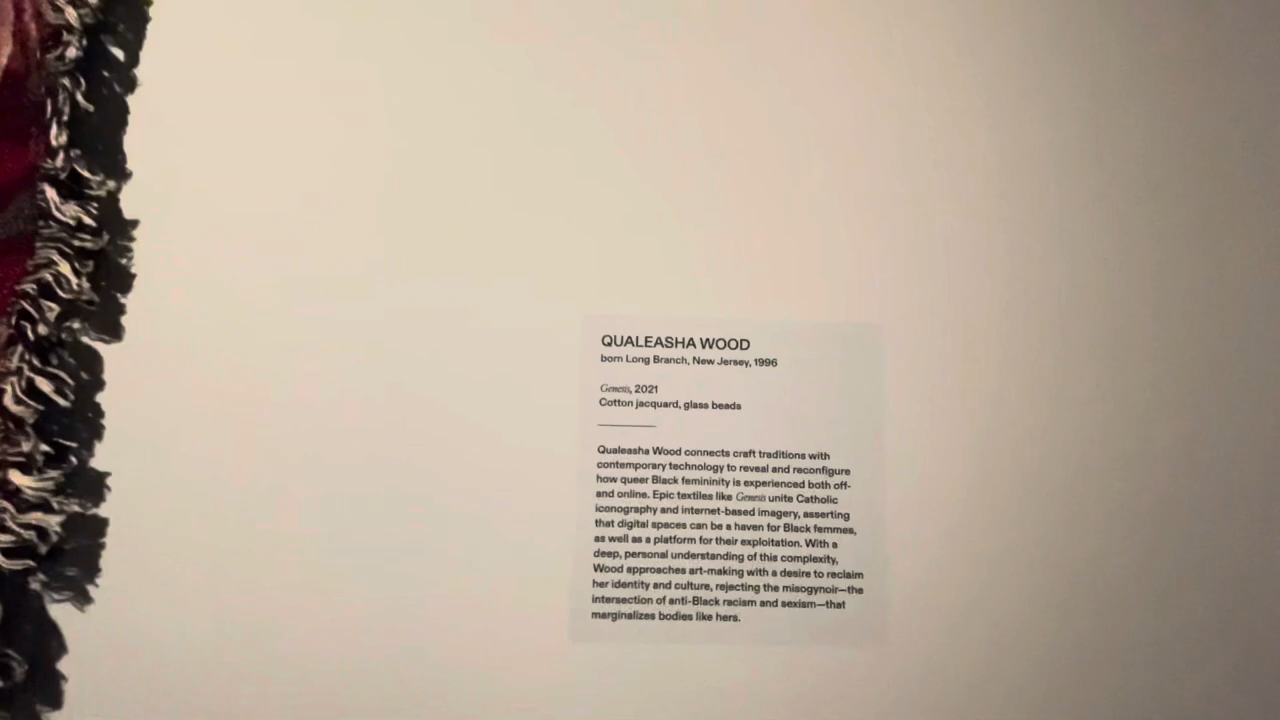 QUALEASHA WOOD
born Long Branch, New Jersey, 1996
Genesis, 2021
Cotton jacquard, glass beads
Qualeasha Wood connects craft traditions with
contemporary technology to reveal and reconfigure
how queer Black femininity is experienced both off-
and online. Epic textiles like Genesis unite Catholic
iconography and internet-based imagery, asserting
that digital spaces can be a haven for Black femmes,
as well as a platform for their exploitation. With a
deep, personal understanding of this complexity,
Wood approaches art-making with a desire to reclaim
her identity and culture, rejecting the misogynoir—the
intersection of anti-Black racism and sexism—that
marginalizes bodies like hers.